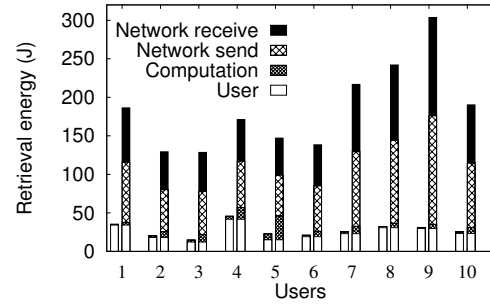 Retrieval energy (J)
300
250
200
150
100
50
0
Network receive
Network send
Computation
User
1 2 3 4 5 6 7 8 9 10
Users